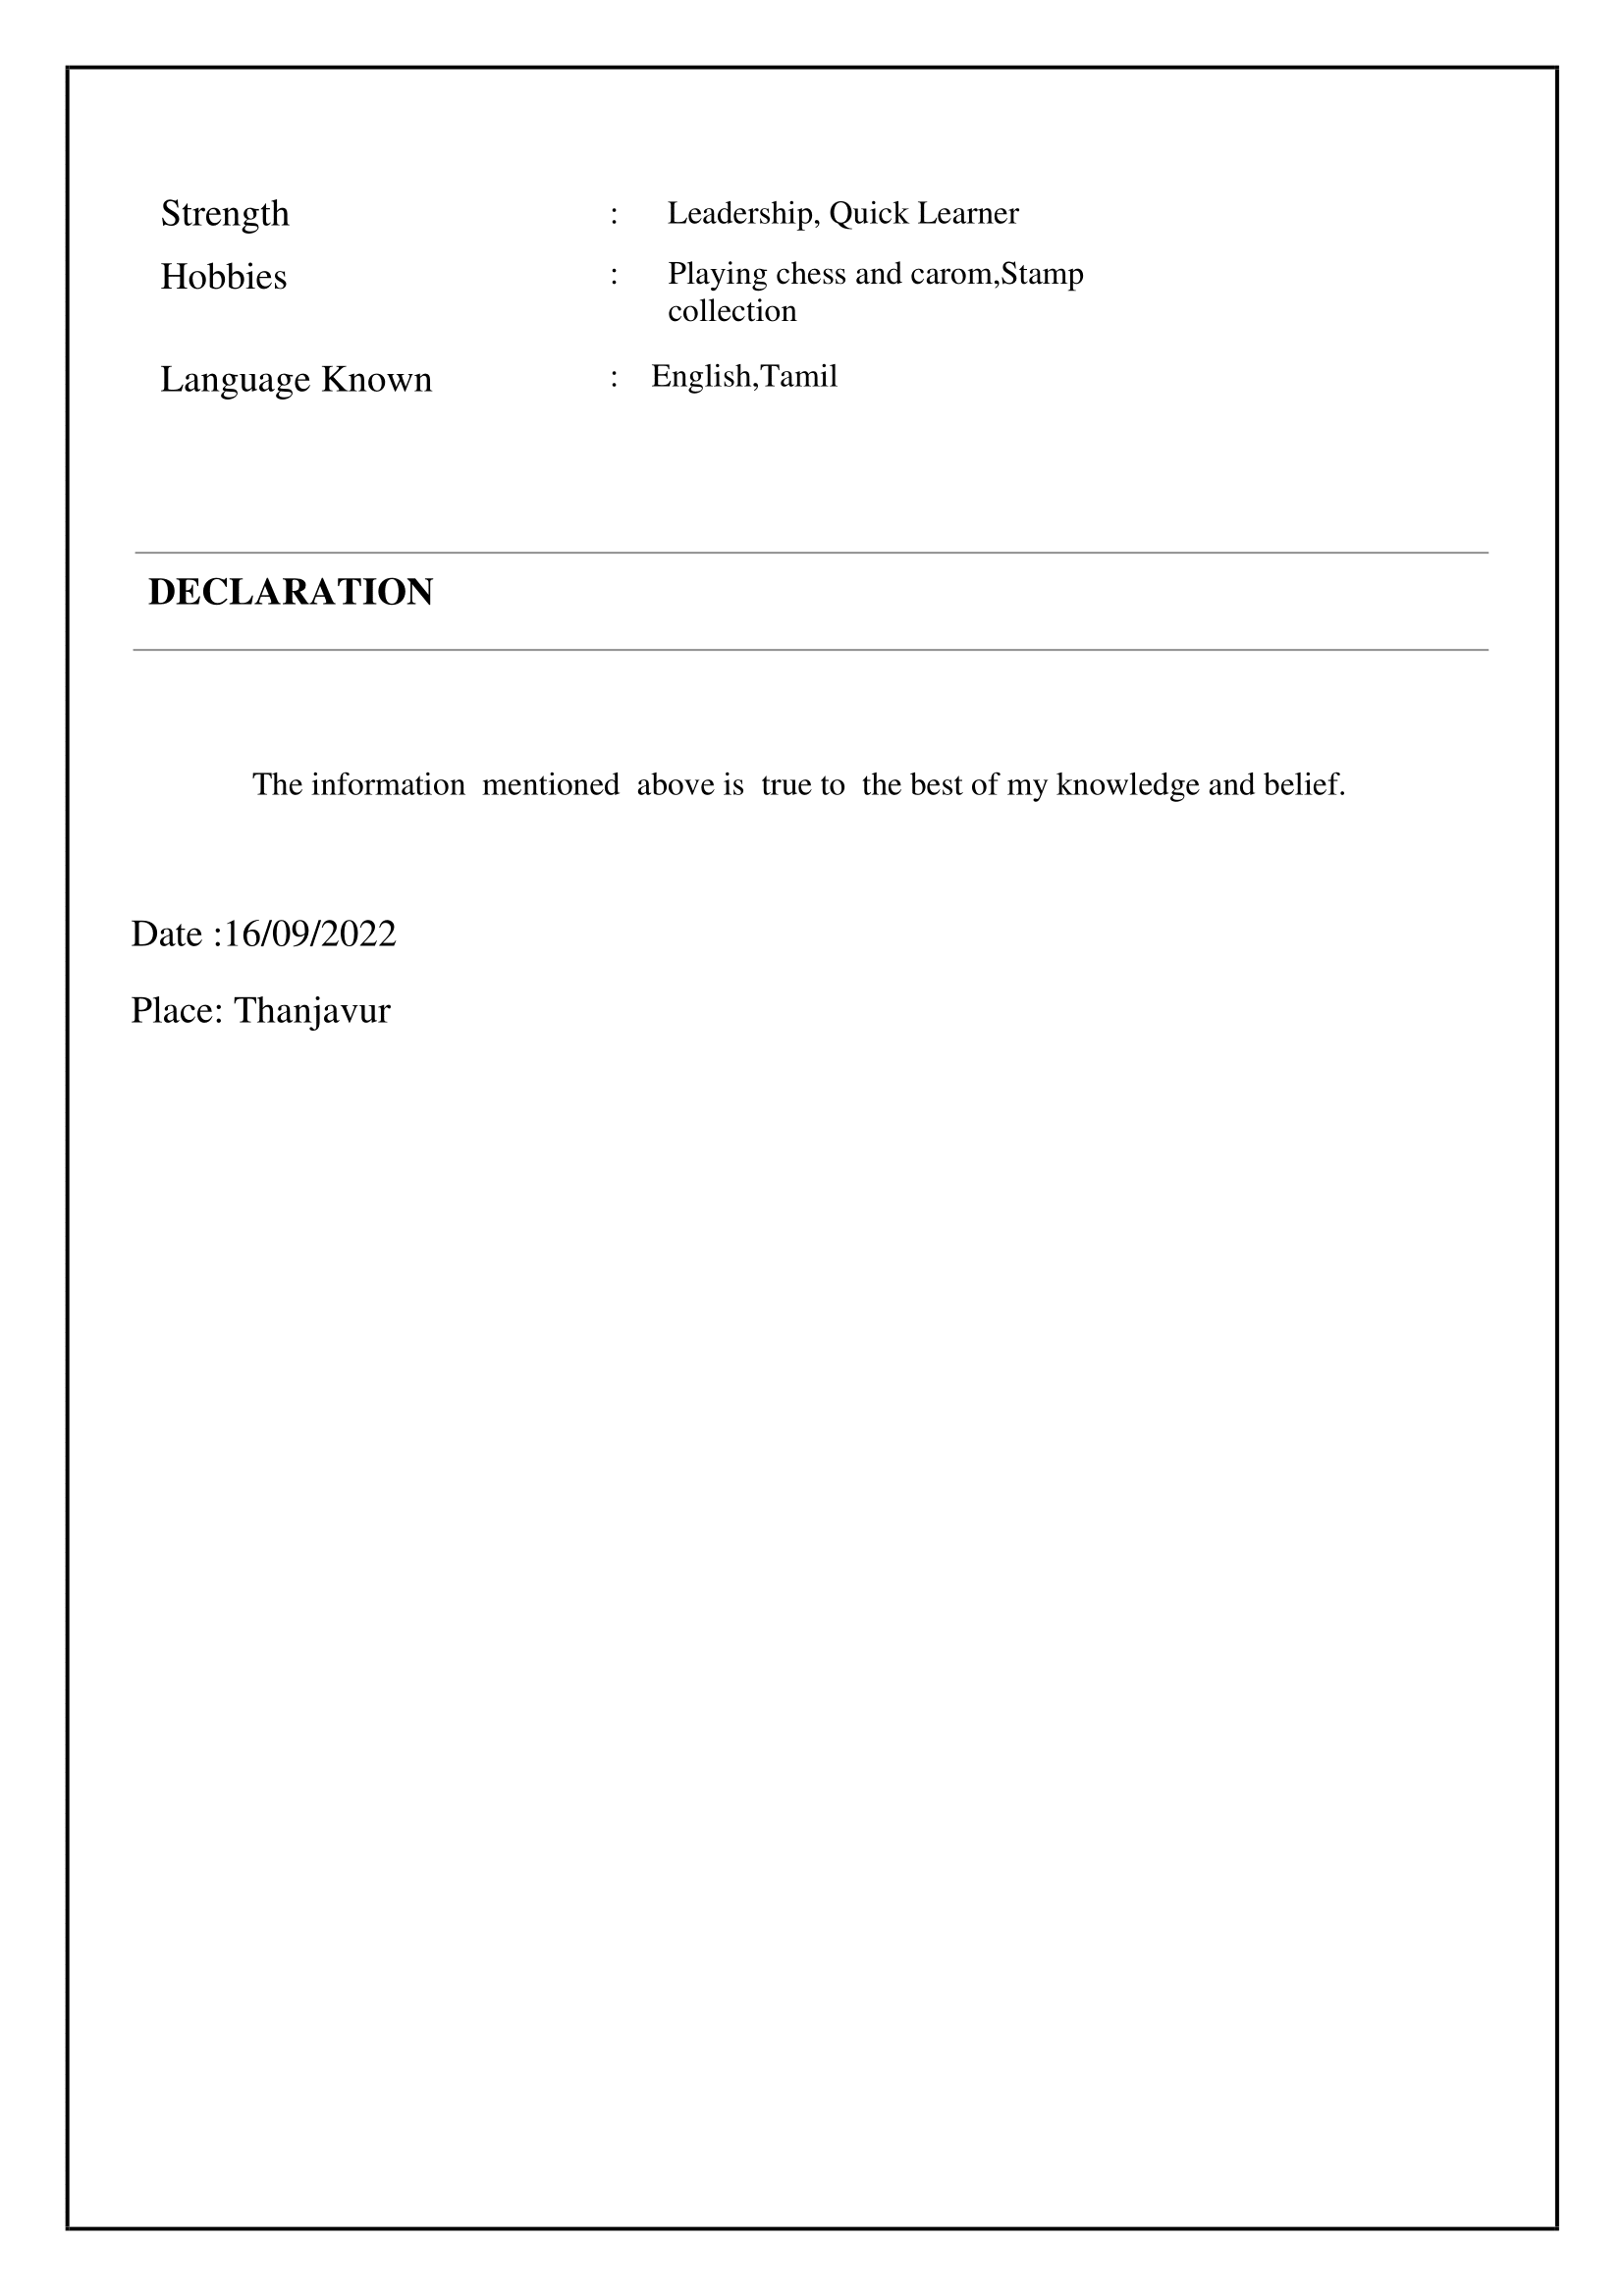 Strength : Leadership, Quick Learner
Hobbies : Playing chess and carom,Stamp
collection
Language Known : English,Tamil
DECLARATION
The information mentioned above is true to the best of my knowledge and belief.
Date :16/09/2022
Place: Thanjavur